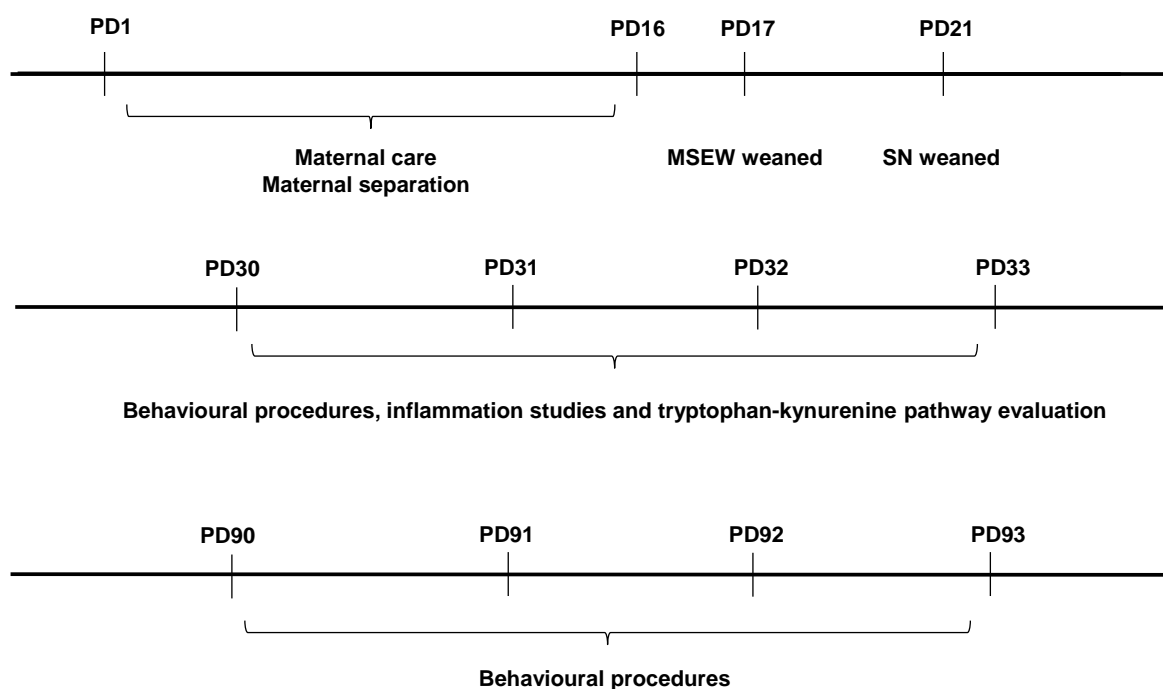 PD1 PD16 PD17 PD21
Maternal care
Maternal separation
MSEW weaned
SN weaned
PD30 PD31 PD32 PD33
Behavioural procedures, inflammation studies and tryptophan-kynurenine pathway evaluation
PD90 PD91 PD92 PD93
Behavioural procedures